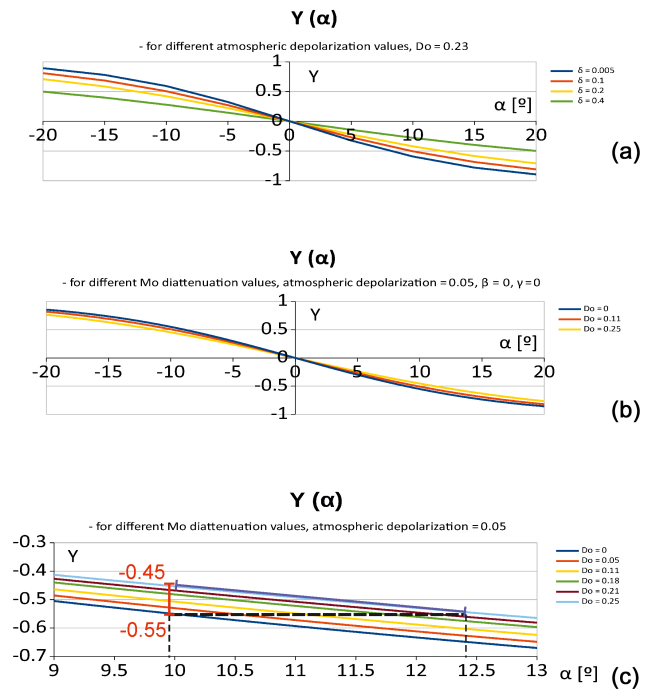 Y (α)
- for different atmospheric depolarization values, Do = 0.23
1
0.5
0
-0.5
-1
Y
α [º]
-20 -15 -10 -5 0 5 10 15 20
δ = 0.005
δ = 0.1
δ = 0.2
δ = 0.4
(a)
Y (α)
- for different Mo diattenuation values, atmospheric depolarization = 0.05, β = 0, γ = 0
1
0.5
0
-0.5
-1
Y
α [º]
-20 -15 -10 -5 0 5 10 15 20
Do = 0
Do = 0.11
Do = 0.25
(b)
Y (α)
- for different Mo diattenuation values, atmospheric depolarization = 0.05
-0.3
-0.4
-0.5
-0.6
-0.7
Y
-0.45
-0.55
9 9.5 10 10.5 11 11.5 12 12.5 13
α [º]
Do = 0
Do = 0.05
Do = 0.11
Do = 0.18
Do = 0.21
Do = 0.25
(c)